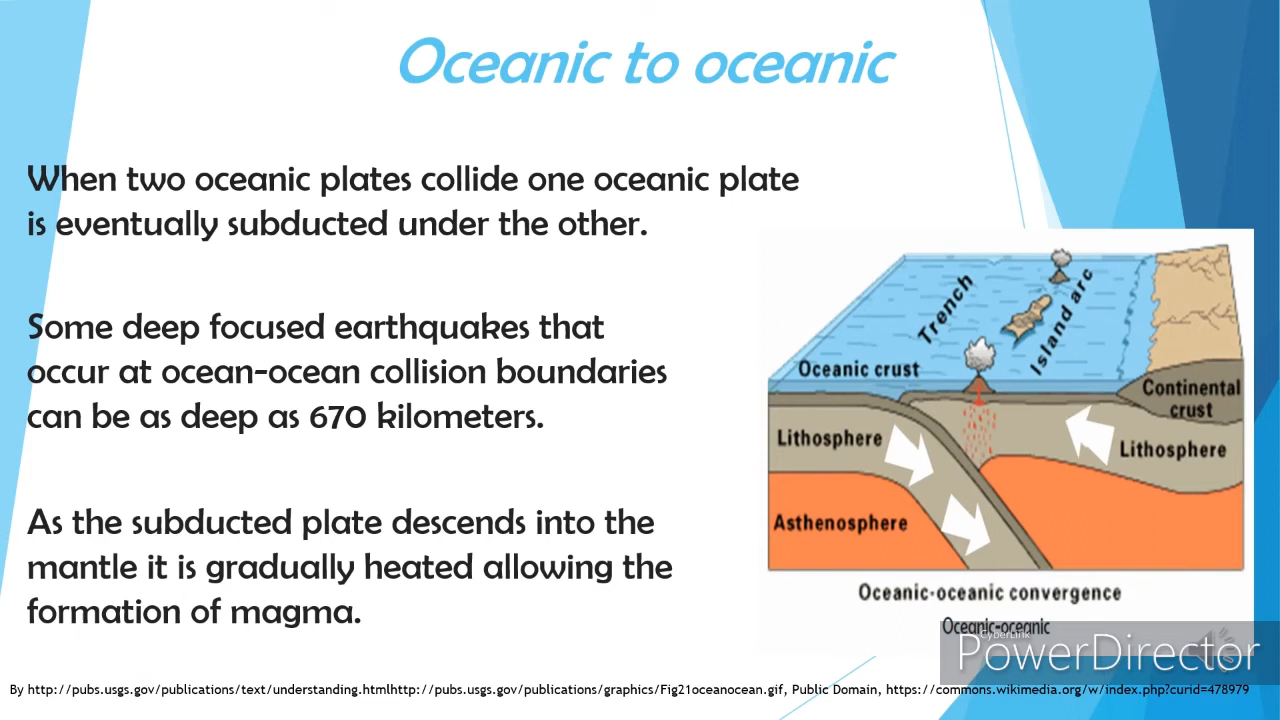 Oceanic to oceanic
When two oceanic plates collide one oceanic plate
is eventually subducted under the other.
Some deep focused earthquakes that
occur at ocean-ocean collision boundaries
can be as deep as 670 kilometers.
As the subducted plate descends into the
mantle it is gradually heated allowing the
formation of magma.
Trench
Island arc
Oceanic crust
Continental
crust
Lithosphere
Lithosphere
Asthenosphere
Oceanic-oceanic convergence
Oceanic-oceanic
CyberLink
PowerDirector
By http://pubs.usgs.gov/publications/text/understanding.htmlhttp://pubs.usgs.gov/publications/graphics/Fig21oceanocean.gif, Public Domain, https://commons.wikimedia.org/w/index.php?curid=478979